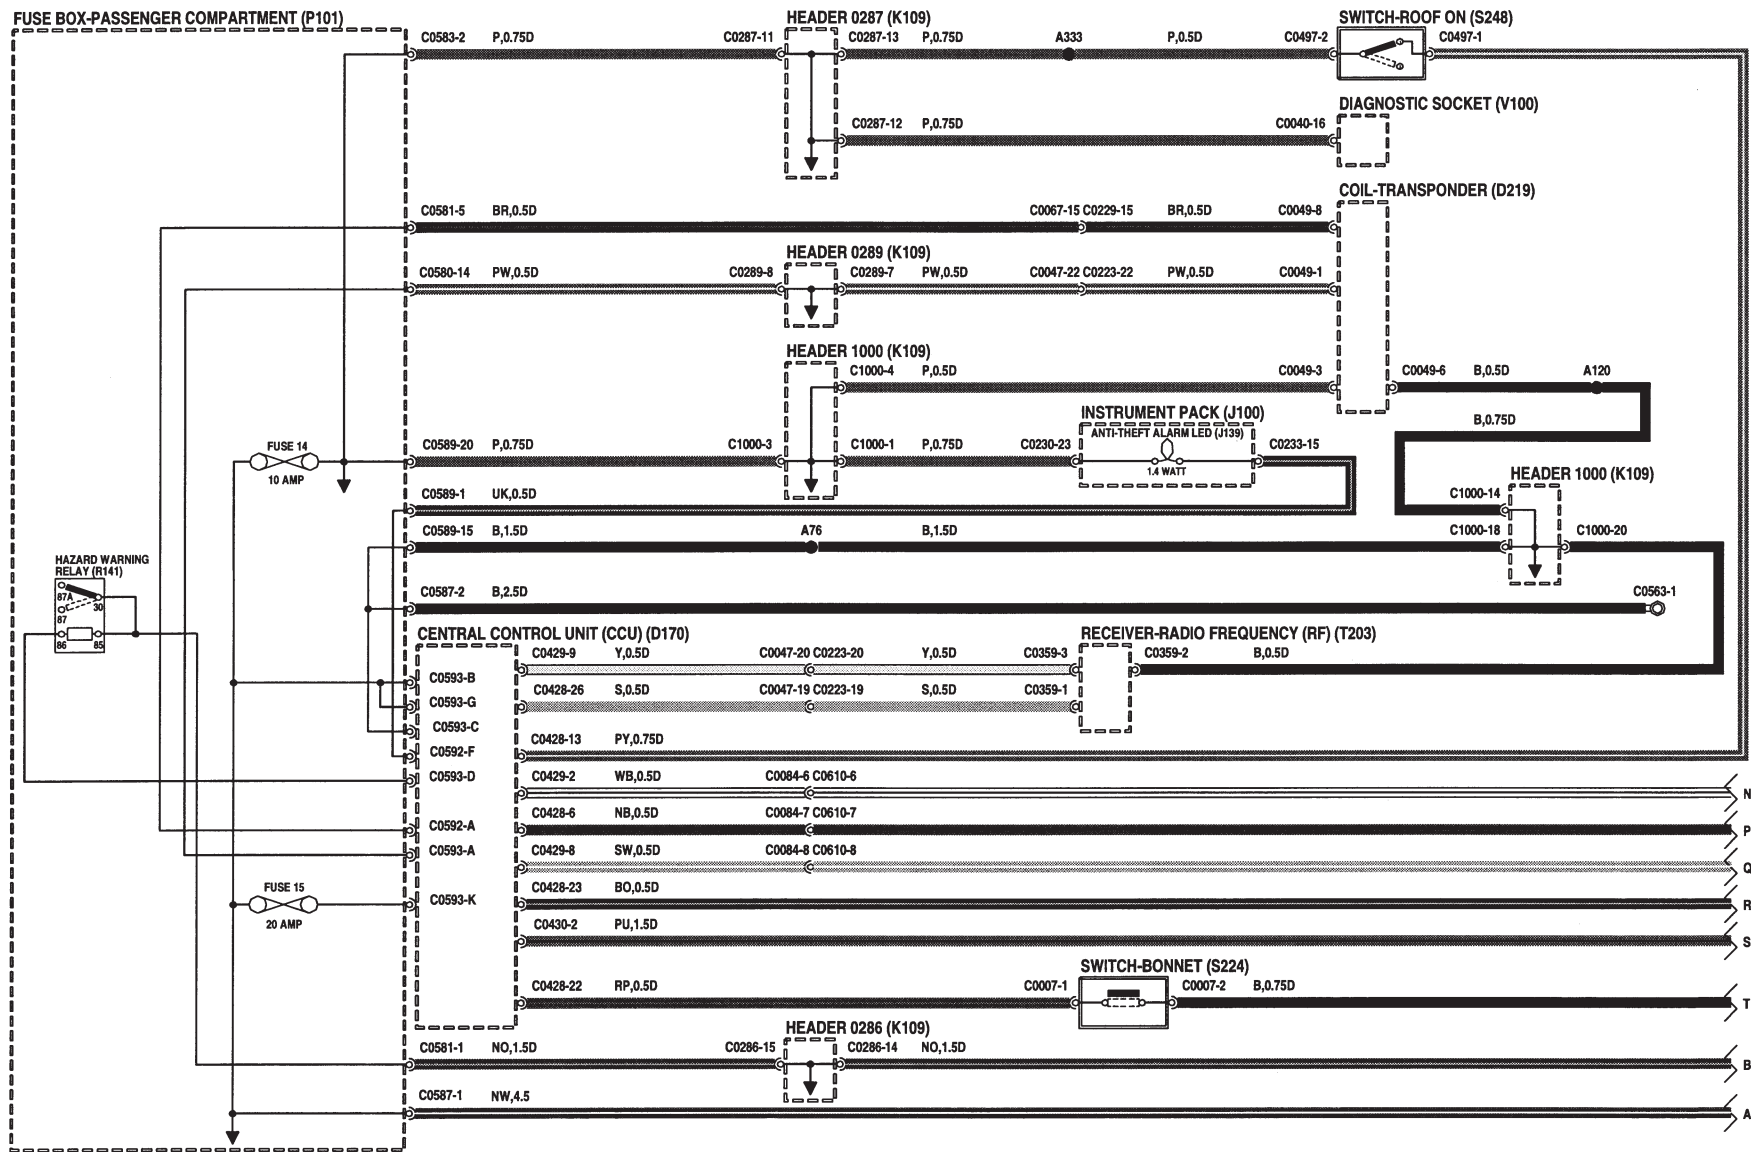 FUSE BOX-PASSENGER COMPARTMENT (P101)
HEADER 0287 (K109)
SWITCH-ROOF ON (S248)
C0583-2 P,0.75D C0287-11 C0287-13 P,0.75D A333 P,0.5D C0497-2 C0497-1
DIAGNOSTIC SOCKET (V100)
C0287-12 P,0.75D C0040-16
COIL-TRANSPONDER (D219)
C0581-5 BR,0.5D C0067-15 C0229-15 BR,0.5D C0049-8
HEADER 0289 (K109)
C0580-14 PW,0.5D C0289-8 C0289-7 PW,0.5D C0047-22 C0223-22 PW,0.5D C0049-1
HEADER 1000 (K109)
C1000-4 P,0.5D C0049-3 C0049-6 B,0.5D A120
INSTRUMENT PACK (J100)
B,0.75D
ANTI-THEFT ALARM LED (J139)
FUSE 14
C0589-20 P,0.75D C1000-3 C1000-1 P,0.75D C0230-23 C0233-15
1.4 WATT
10 AMP
HEADER 1000 (K109)
C0589-1 UK,0.5D C1000-14
C0589-15 B,1.5D A76 B,1.5D C1000-18 C1000-20
HAZARD WARNING
RELAY (R141)
87A
30
87
86 85
C0587-2 B,2.5D C0563-1
CENTRAL CONTROL UNIT (CCU) (D170)
RECEIVER-RADIO FREQUENCY (RF) (T203)
C0429-9 Y,0.5D C0047-20 C0223-20 Y,0.5D C0359-3 C0359-2 B,0.5D
C0593-B
C0428-26 S,0.5D C0047-19 C0223-19 S,0.5D C0359-1
C0593-G
C0593-C
C0428-13 PY,0.75D
C0592-F
C0593-D
C0429-2 WB,0.5D C0084-6 C0610-6
N
C0428-6 NB,0.5D C0084-7 C0610-7
C0592-A
P
C0593-A
C0429-8 SW,0.5D C0084-8 C0610-8
Q
FUSE 15
C0428-23 BO,0.5D
C0593-K
R
20 AMP
C0430-2 PU,1.5D
S
SWITCH-BONNET (S224)
C0428-22 RP,0.5D C0007-1 C0007-2 B,0.75D
T
HEADER 0286 (K109)
C0581-1 NO,1.5D C0286-15 C0286-14 NO,1.5D
B
C0587-1 NW,4.5
A